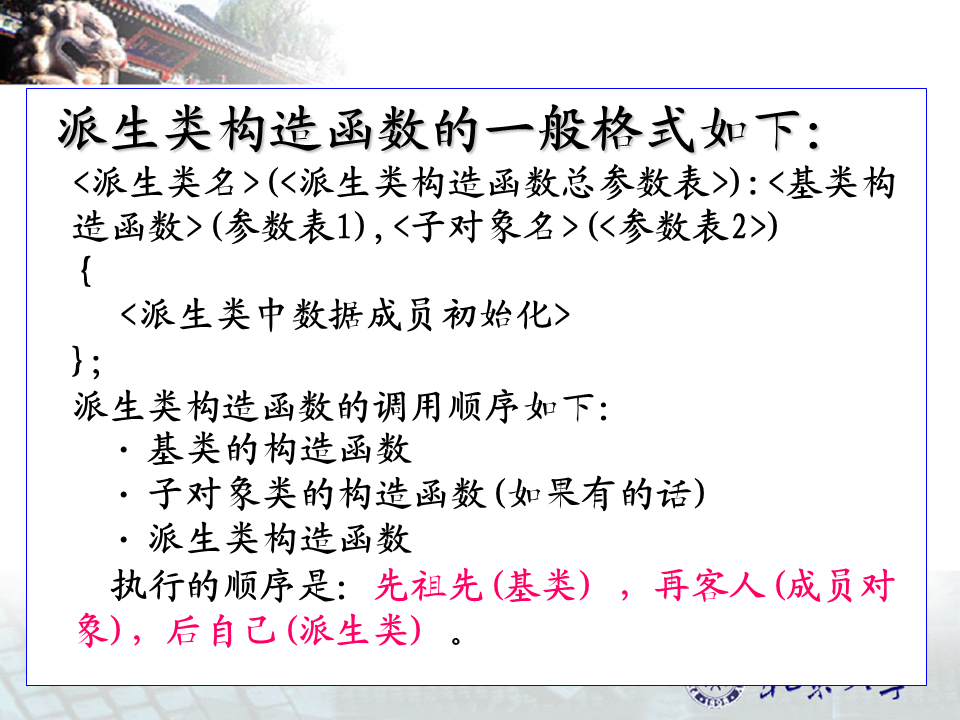 派生类构造函数的一般格式如下：
<派生类名>(<派生类构造函数总参数表>):<基类构
造函数>(参数表1),<子对象名>(<参数表2>)
{
<派生类中数据成员初始化>
};
派生类构造函数的调用顺序如下：
· 基类的构造函数
· 子对象类的构造函数(如果有的话)
· 派生类构造函数
执行的顺序是：先祖先(基类) ，再客人(成员对
象)，后自己(派生类) 。